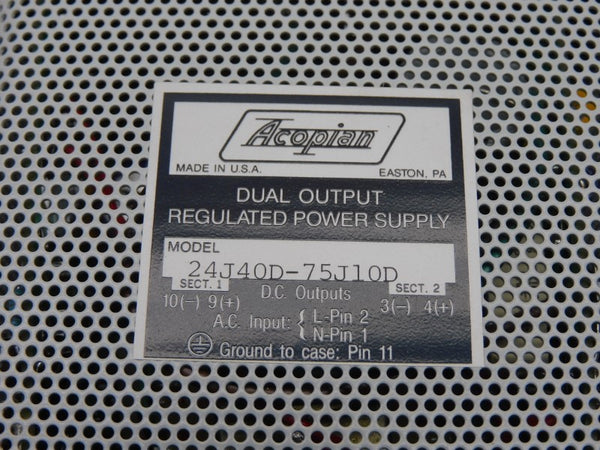 Acopian
MADE IN U.S.A. EASTON, PA
DUAL OUTPUT
REGULATED POWER SUPPLY
MODEL
24J40D-75J10D
SECT. 1 D.C. Outputs SECT. 2
10(-) 9(+) 3(-) 4(+)
A.C. Input: { L-Pin 2
N-Pin 1
Ground to case: Pin 11